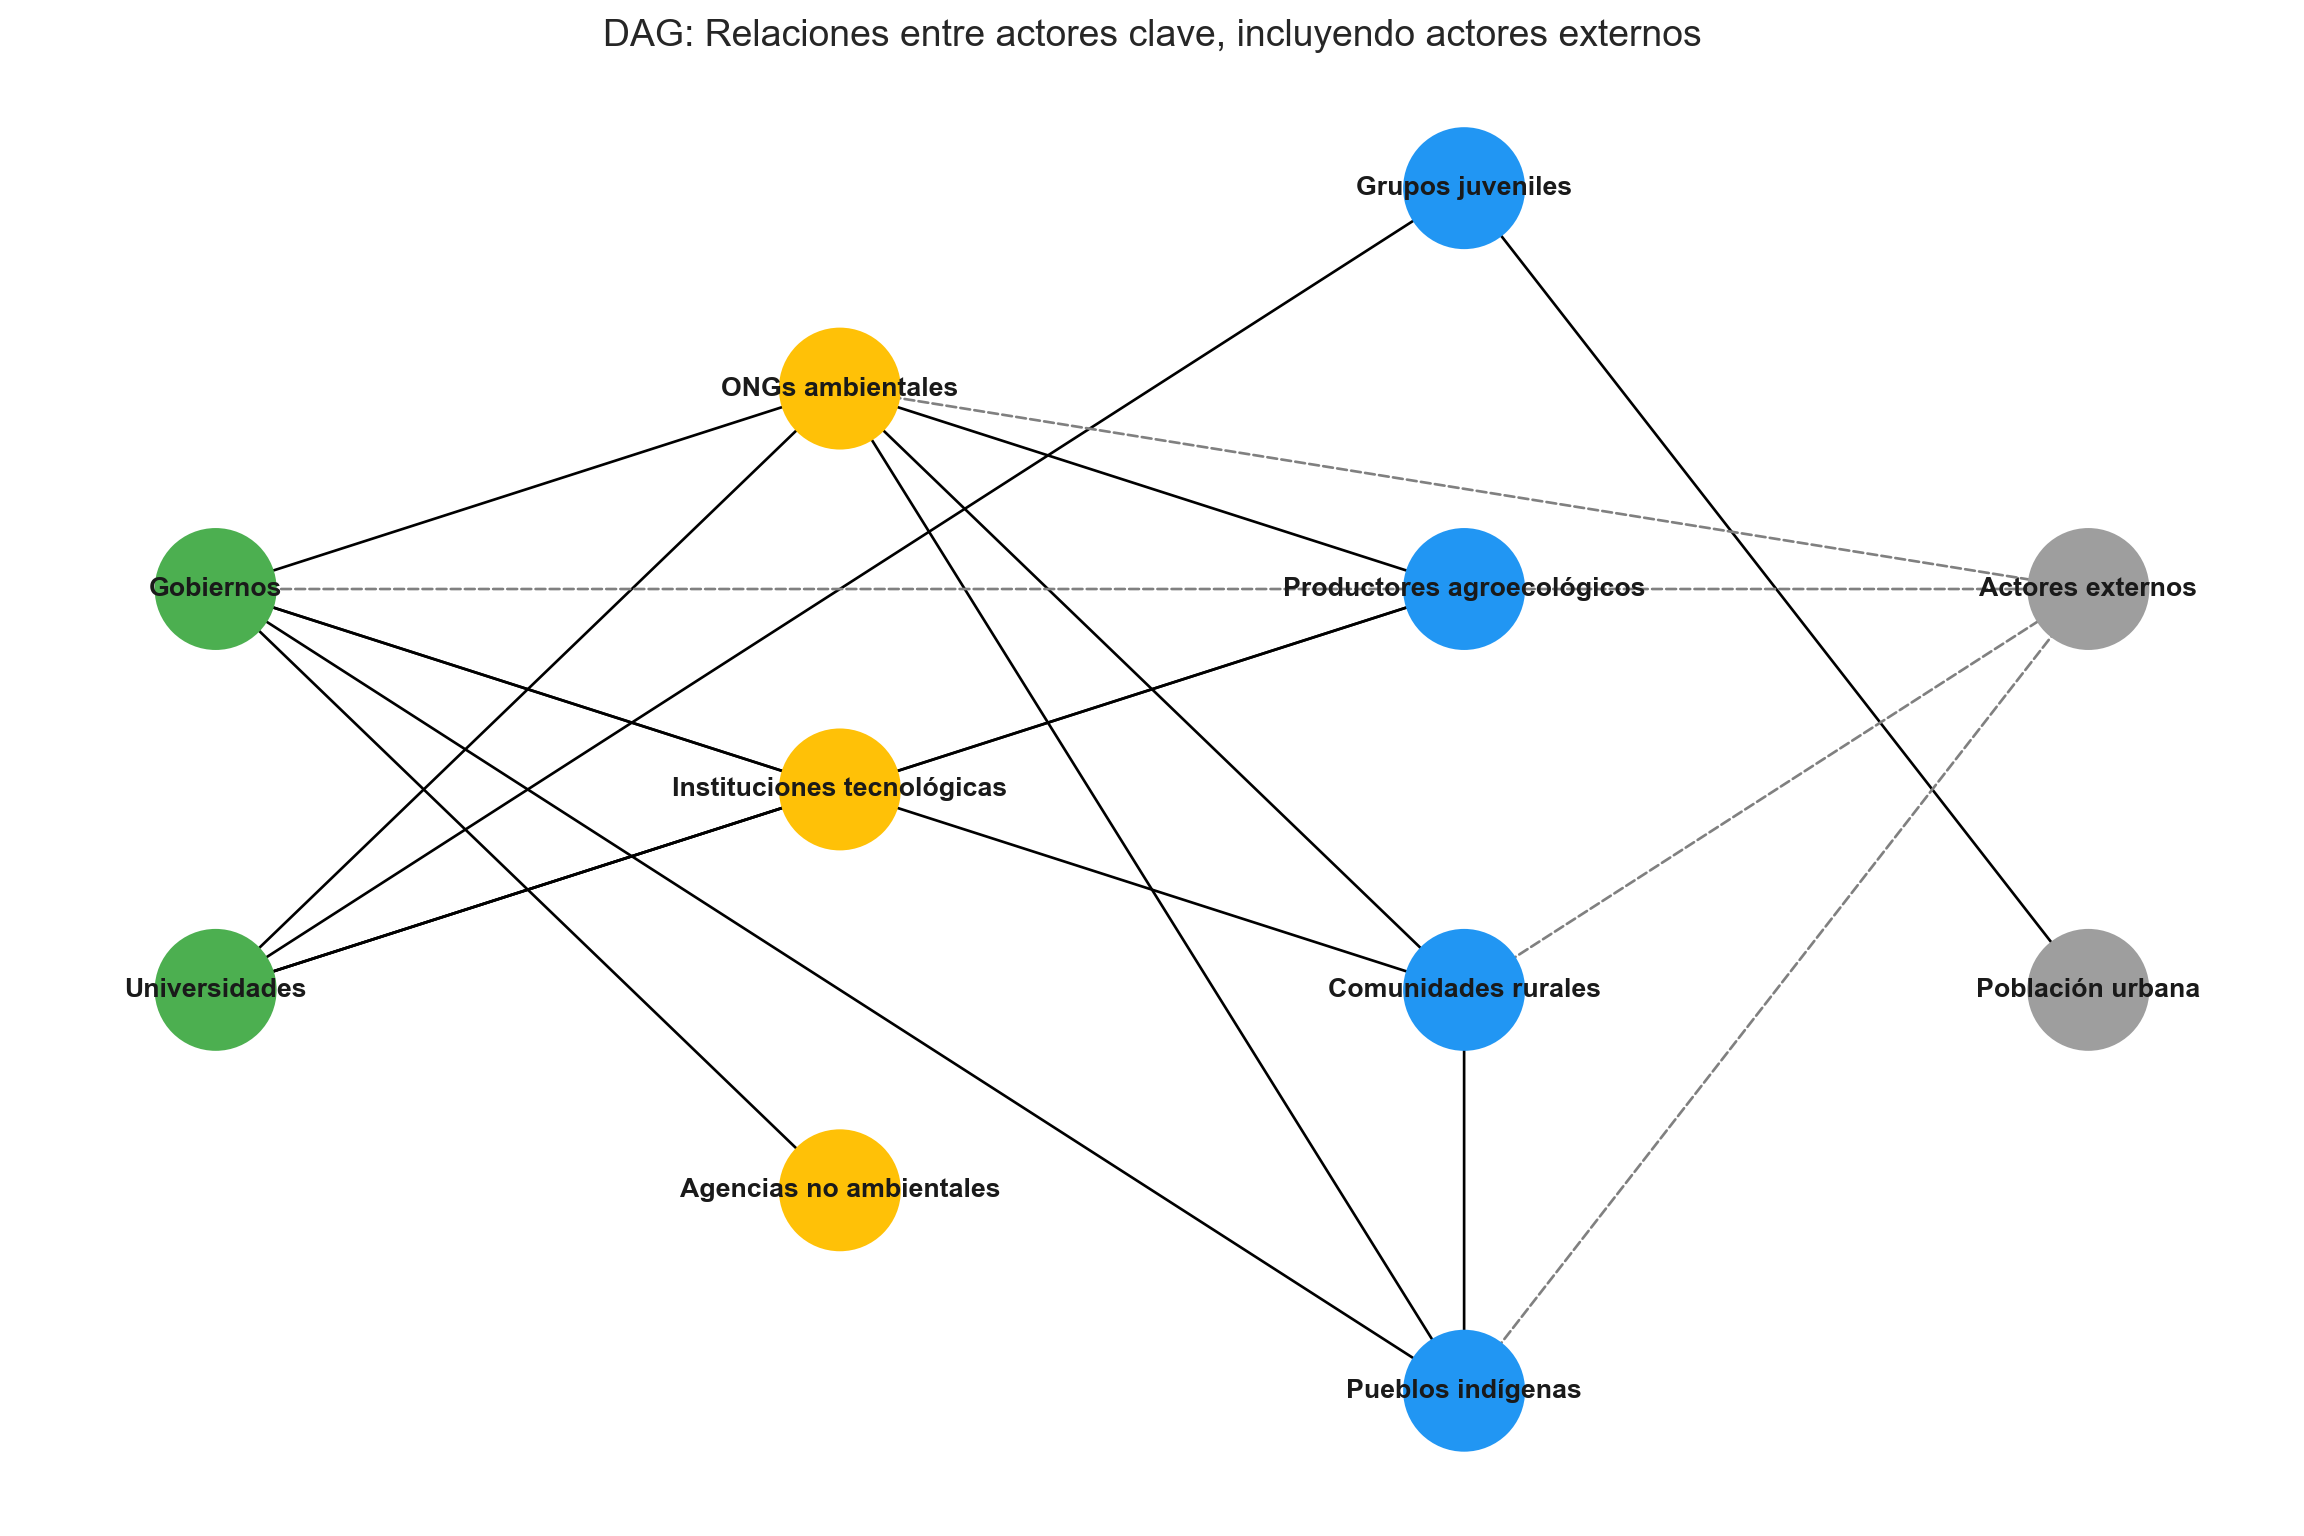 DAG: Relaciones entre actores clave, incluyendo actores externos
Grupos juveniles
ONGs ambientales
Gobiernos
Productores agroecológicos
Actores externos
Instituciones tecnológicas
Universidades
Comunidades rurales
Población urbana
Agencias no ambientales
Pueblos indígenas